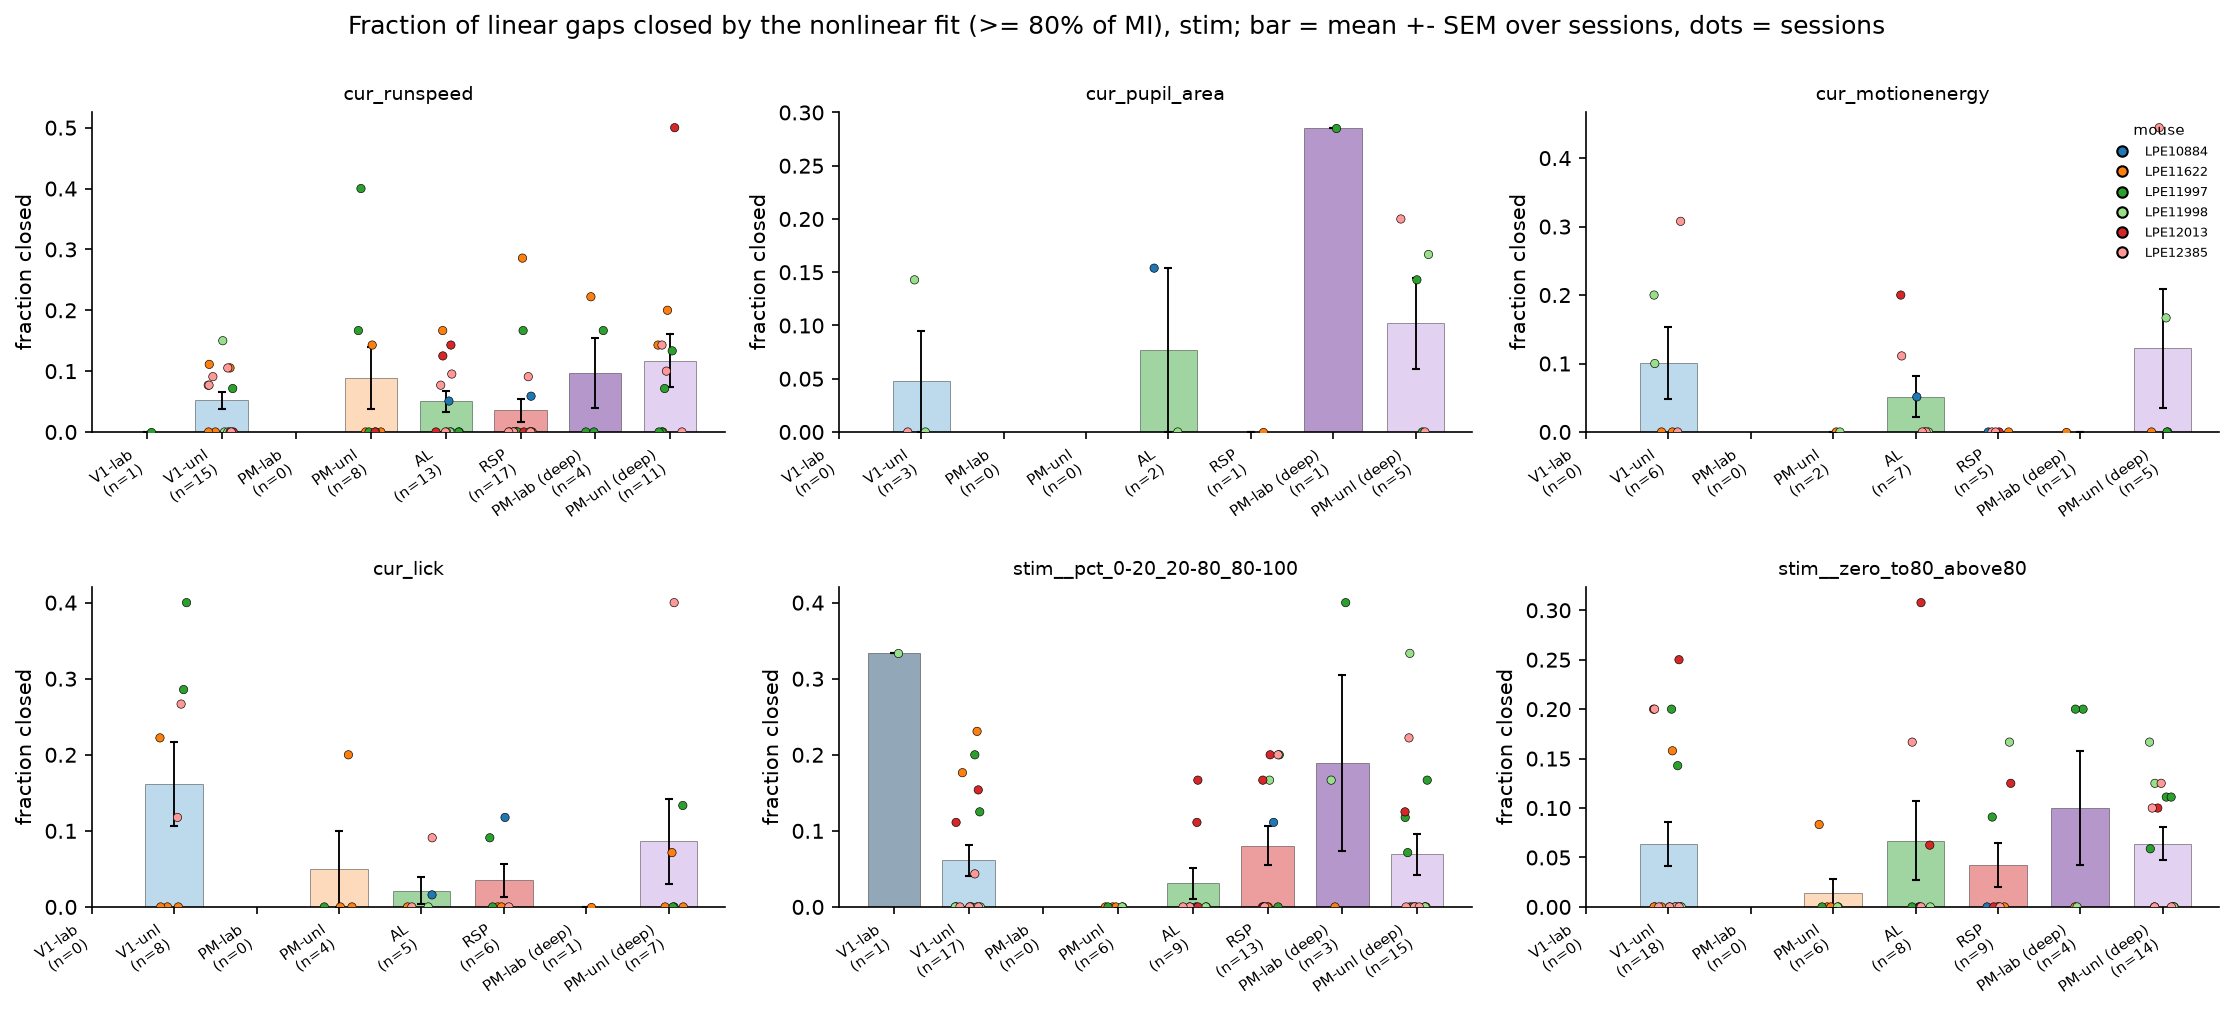 Fraction of linear gaps closed by the nonlinear fit (>= 80% of MI), stim; bar = mean +- SEM over sessions, dots = sessions
cur_runspeed
fraction closed
0.5
0.4
0.3
0.2
0.1
0.0
V1-lab
(n=1)
V1-unl
(n=15)
PM-lab
(n=0)
PM-unl
(n=8)
AL
(n=13)
RSP
(n=17)
PM-lab (deep)
(n=4)
PM-unl (deep)
(n=11)
cur_pupil_area
fraction closed
0.30
0.25
0.20
0.15
0.10
0.05
0.00
V1-lab
(n=0)
V1-unl
(n=3)
PM-lab
(n=0)
PM-unl
(n=0)
AL
(n=2)
RSP
(n=1)
PM-lab (deep)
(n=1)
PM-unl (deep)
(n=5)
cur_motionenergy
fraction closed
0.4
0.3
0.2
0.1
0.0
mouse
LPE10884
LPE11622
LPE11997
LPE11998
LPE12013
LPE12385
V1-lab
(n=0)
V1-unl
(n=6)
PM-lab
(n=0)
PM-unl
(n=2)
AL
(n=7)
RSP
(n=5)
PM-lab (deep)
(n=1)
PM-unl (deep)
(n=5)
cur_lick
fraction closed
0.4
0.3
0.2
0.1
0.0
V1-lab
(n=0)
V1-unl
(n=8)
PM-lab
(n=0)
PM-unl
(n=4)
AL
(n=5)
RSP
(n=6)
PM-lab (deep)
(n=1)
PM-unl (deep)
(n=7)
stim__pct_0-20_20-80_80-100
fraction closed
0.4
0.3
0.2
0.1
0.0
V1-lab
(n=1)
V1-unl
(n=17)
PM-lab
(n=0)
PM-unl
(n=6)
AL
(n=9)
RSP
(n=13)
PM-lab (deep)
(n=3)
PM-unl (deep)
(n=15)
stim__zero_to80_above80
fraction closed
0.30
0.25
0.20
0.15
0.10
0.05
0.00
V1-lab
(n=0)
V1-unl
(n=18)
PM-lab
(n=0)
PM-unl
(n=6)
AL
(n=8)
RSP
(n=9)
PM-lab (deep)
(n=4)
PM-unl (deep)
(n=14)